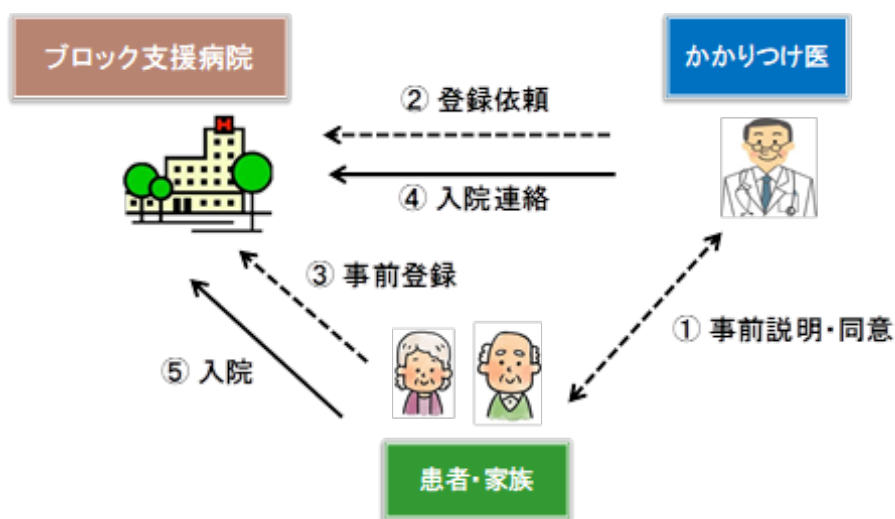 ブロック支援病院
かかりつけ医
② 登録依頼
④ 入院連絡
③ 事前登録
① 事前説明・同意
⑤ 入院
患者・家族
H